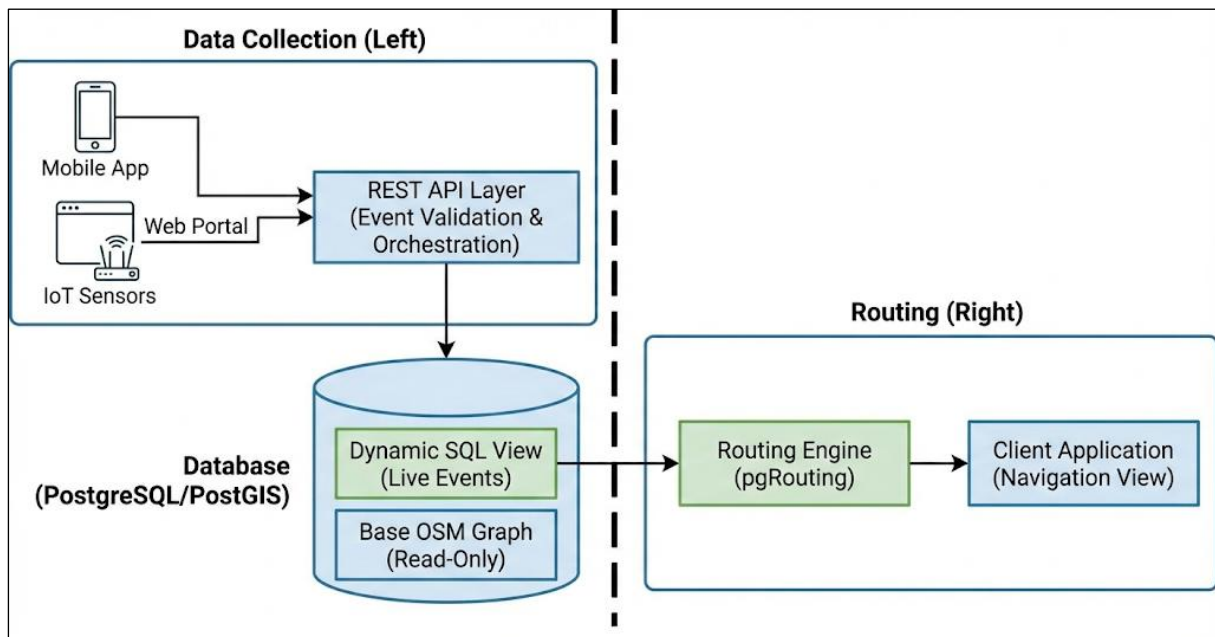 Data Collection (Left)
Mobile App
Web Portal
IoT Sensors
REST API Layer
(Event Validation &
Orchestration)
Database
(PostgreSQL/PostGIS)
Dynamic SQL View
(Live Events)
Base OSM Graph
(Read-Only)
Routing (Right)
Routing Engine
(pgRouting)
Client Application
(Navigation View)